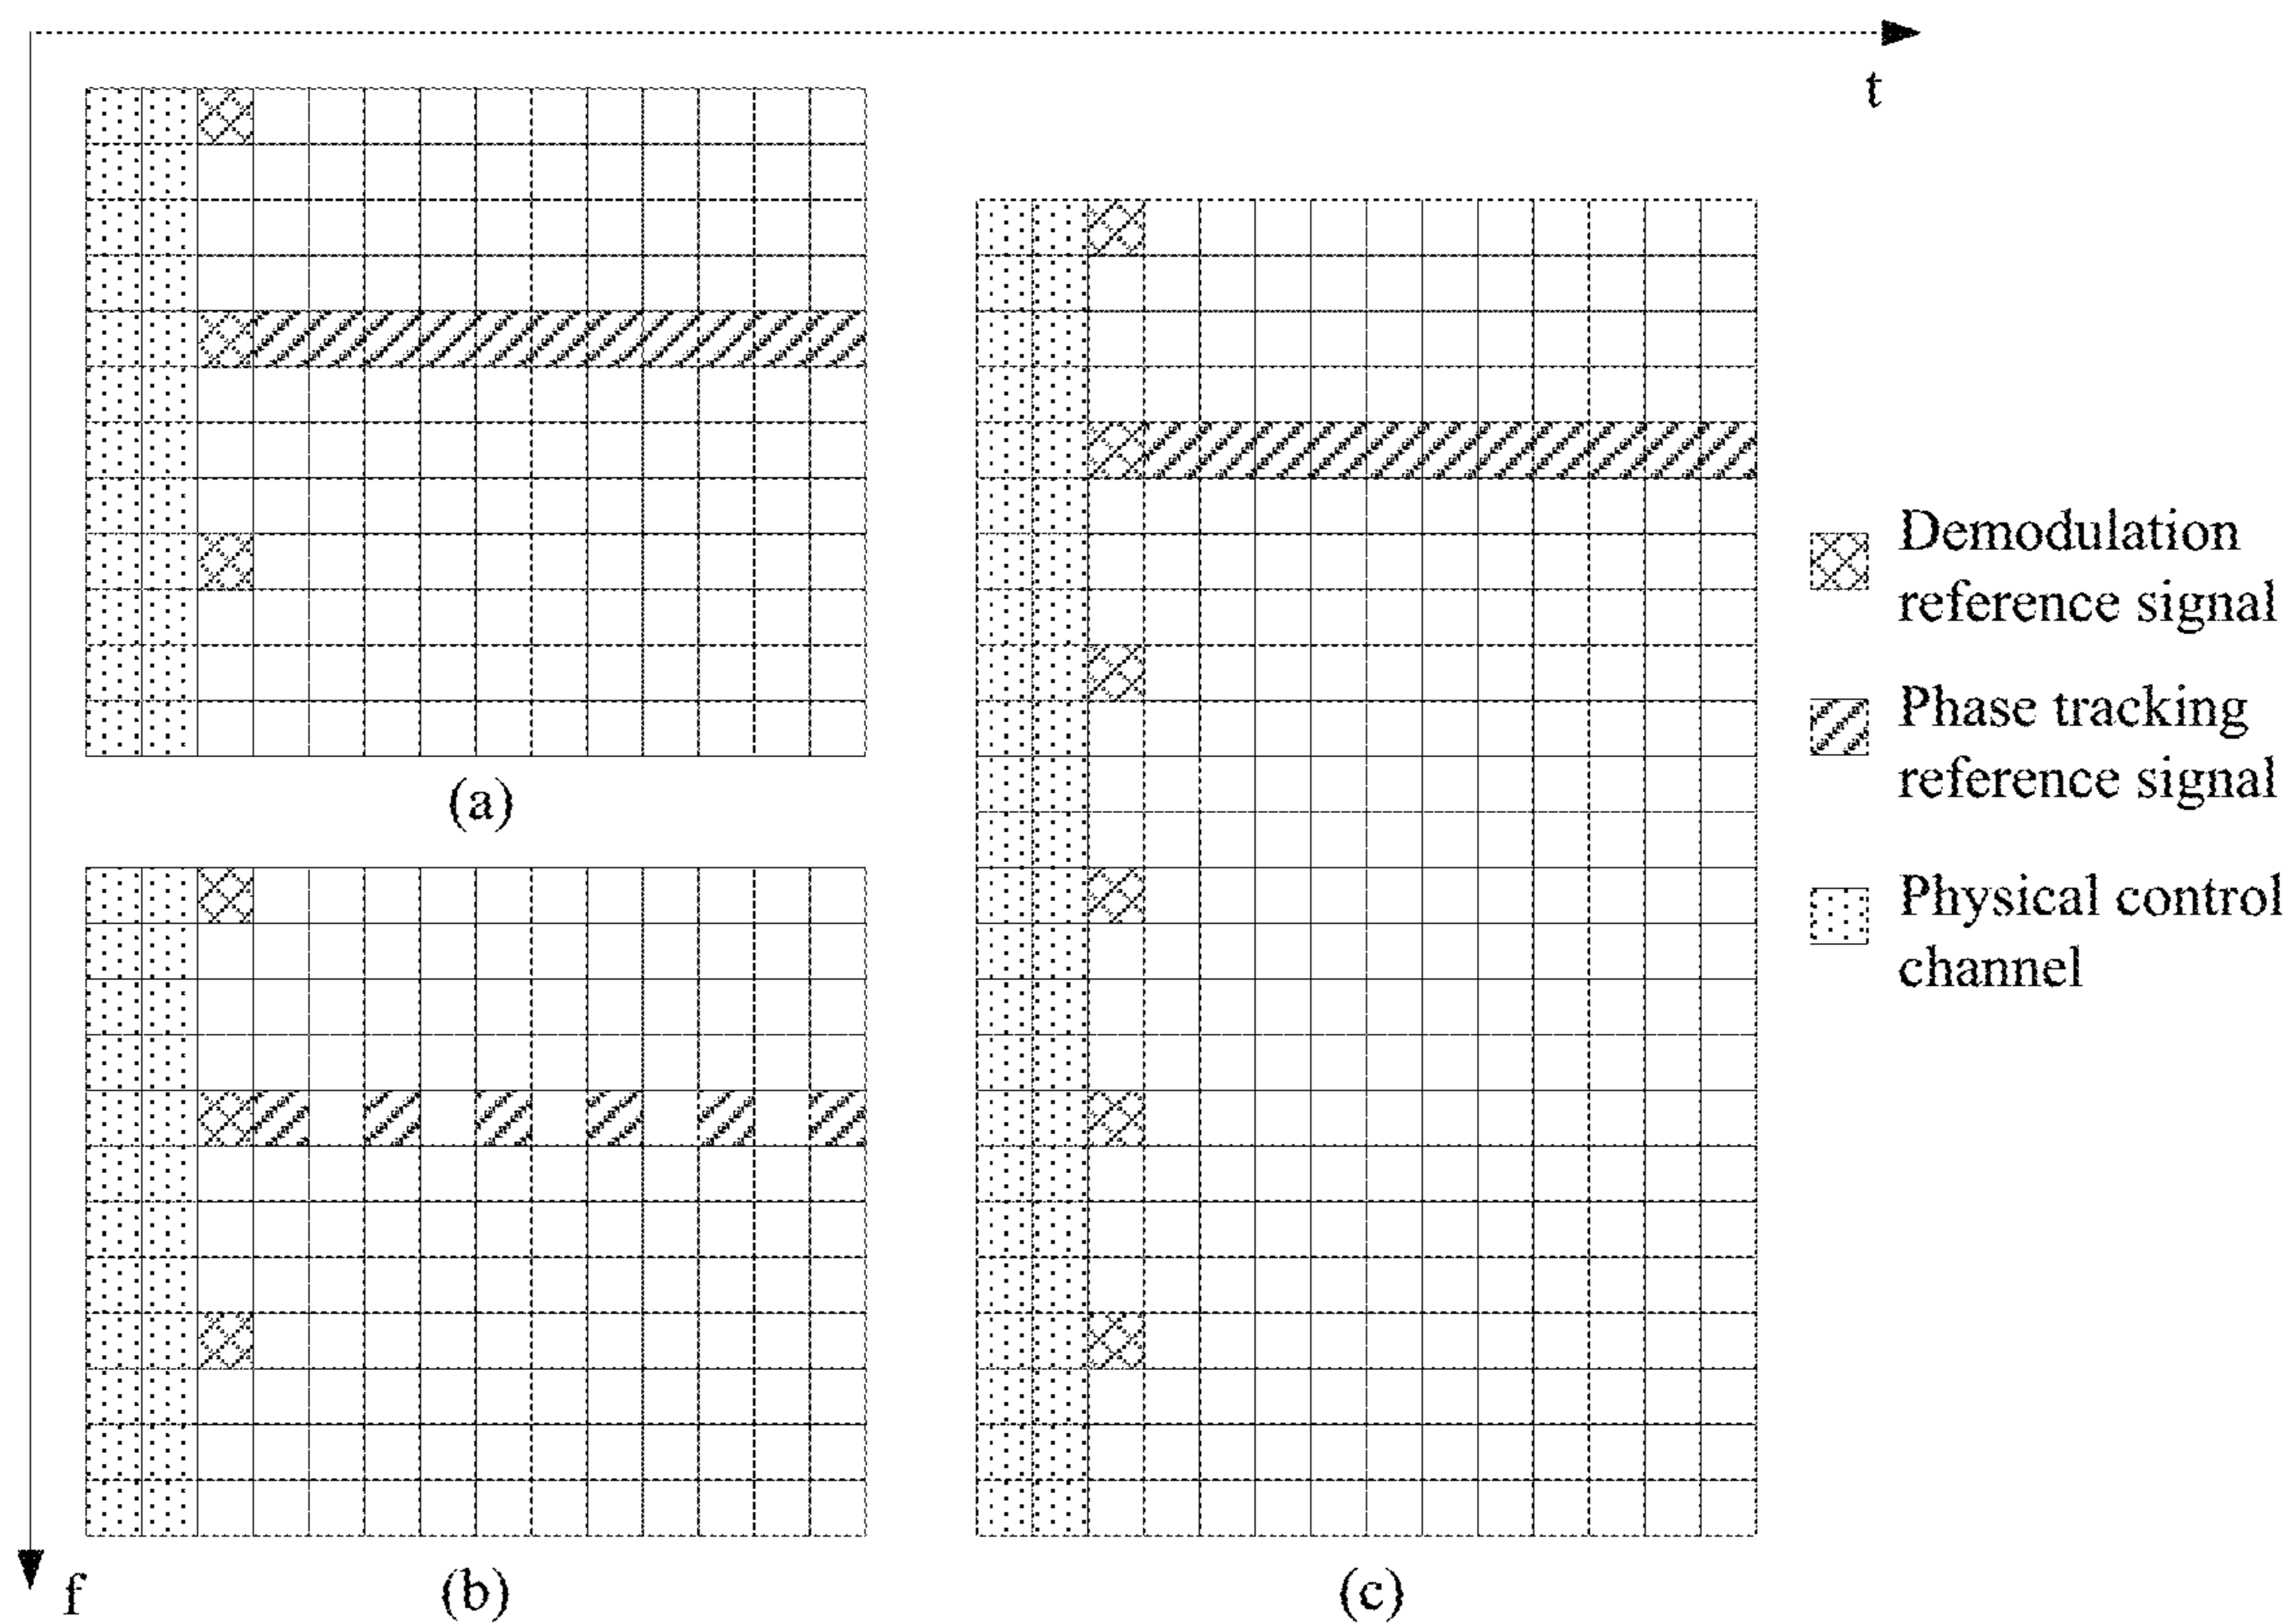 t
(a)
Demodulation
reference signal
Phase tracking
reference signal
Physical control
channel
f
(b)
(c)